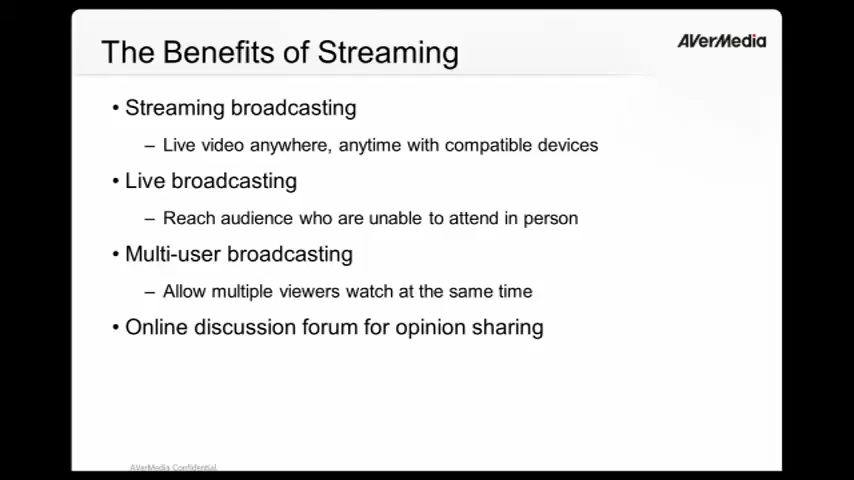 The Benefits of Streaming
AVerMedia
• Streaming broadcasting
– Live video anywhere, anytime with compatible devices
• Live broadcasting
– Reach audience who are unable to attend in person
• Multi-user broadcasting
– Allow multiple viewers watch at the same time
• Online discussion forum for opinion sharing
AVerMedia Confidential